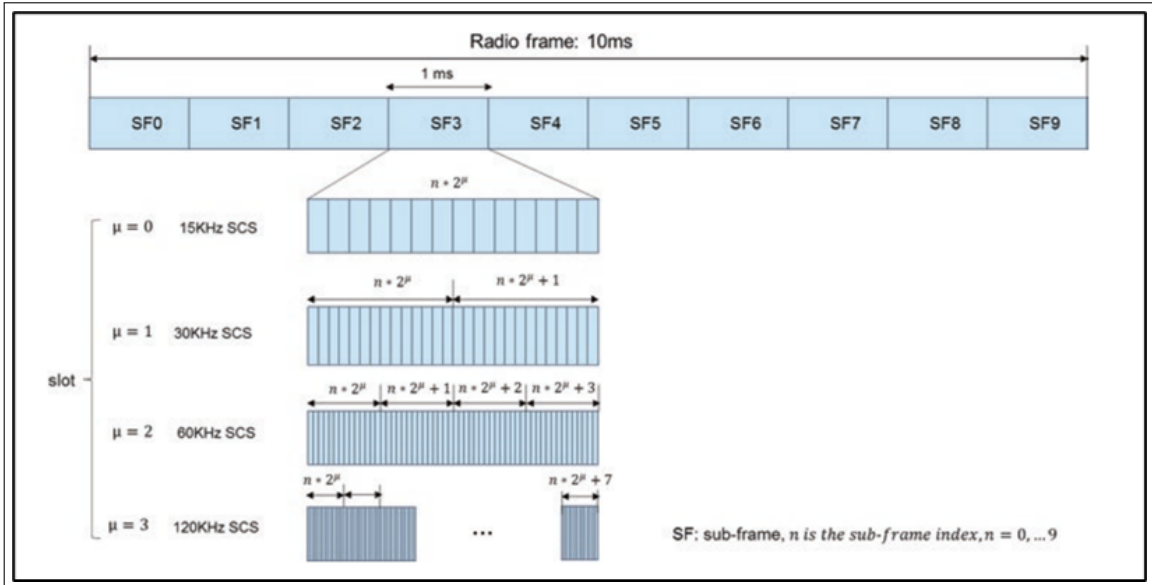 Radio frame: 10ms
1 ms
SF0 SF1 SF2 SF3 SF4 SF5 SF6 SF7 SF8 SF9
n * 2^μ
μ = 0 15KHz SCS
n * 2^μ n * 2^μ + 1
μ = 1 30KHz SCS
slot
n * 2^μ n * 2^μ + 1 n * 2^μ + 2 n * 2^μ + 3
μ = 2 60KHz SCS
n * 2^μ n * 2^μ + 7
μ = 3 120KHz SCS ...
SF: sub-frame, n is the sub-frame index, n = 0, ...9